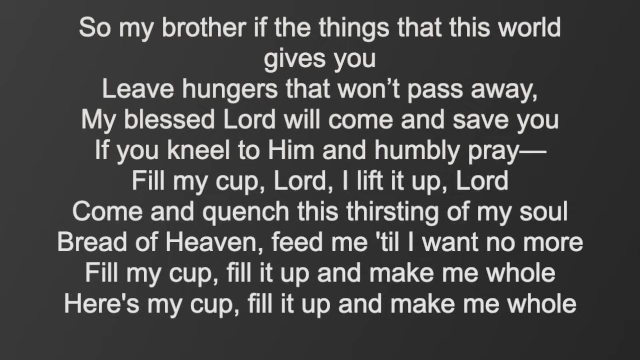 So my brother if the things that this world
gives you
Leave hungers that won’t pass away,
My blessed Lord will come and save you
If you kneel to Him and humbly pray—
Fill my cup, Lord, I lift it up, Lord
Come and quench this thirsting of my soul
Bread of Heaven, feed me 'til I want no more
Fill my cup, fill it up and make me whole
Here's my cup, fill it up and make me whole